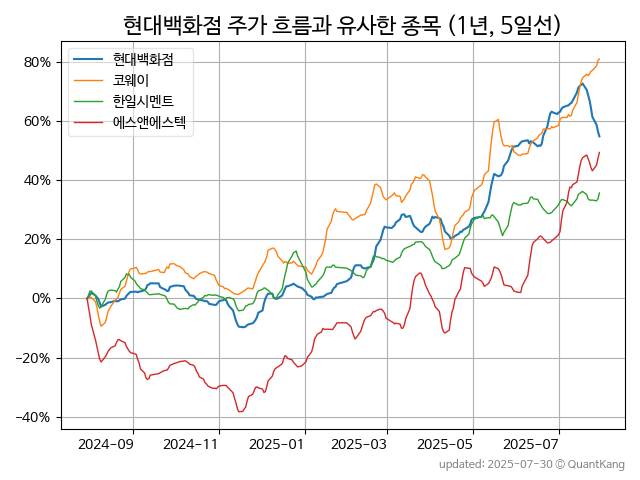 현대백화점 주가 흐름과 유사한 종목 (1년, 5일선)
현대백화점
코웨이
한일시멘트
에스앤에스텍
80%
60%
40%
20%
0%
−20%
−40%
2024-09
2024-11
2025-01
2025-03
2025-05
2025-07
updated: 2025-07-30 © QuantKang